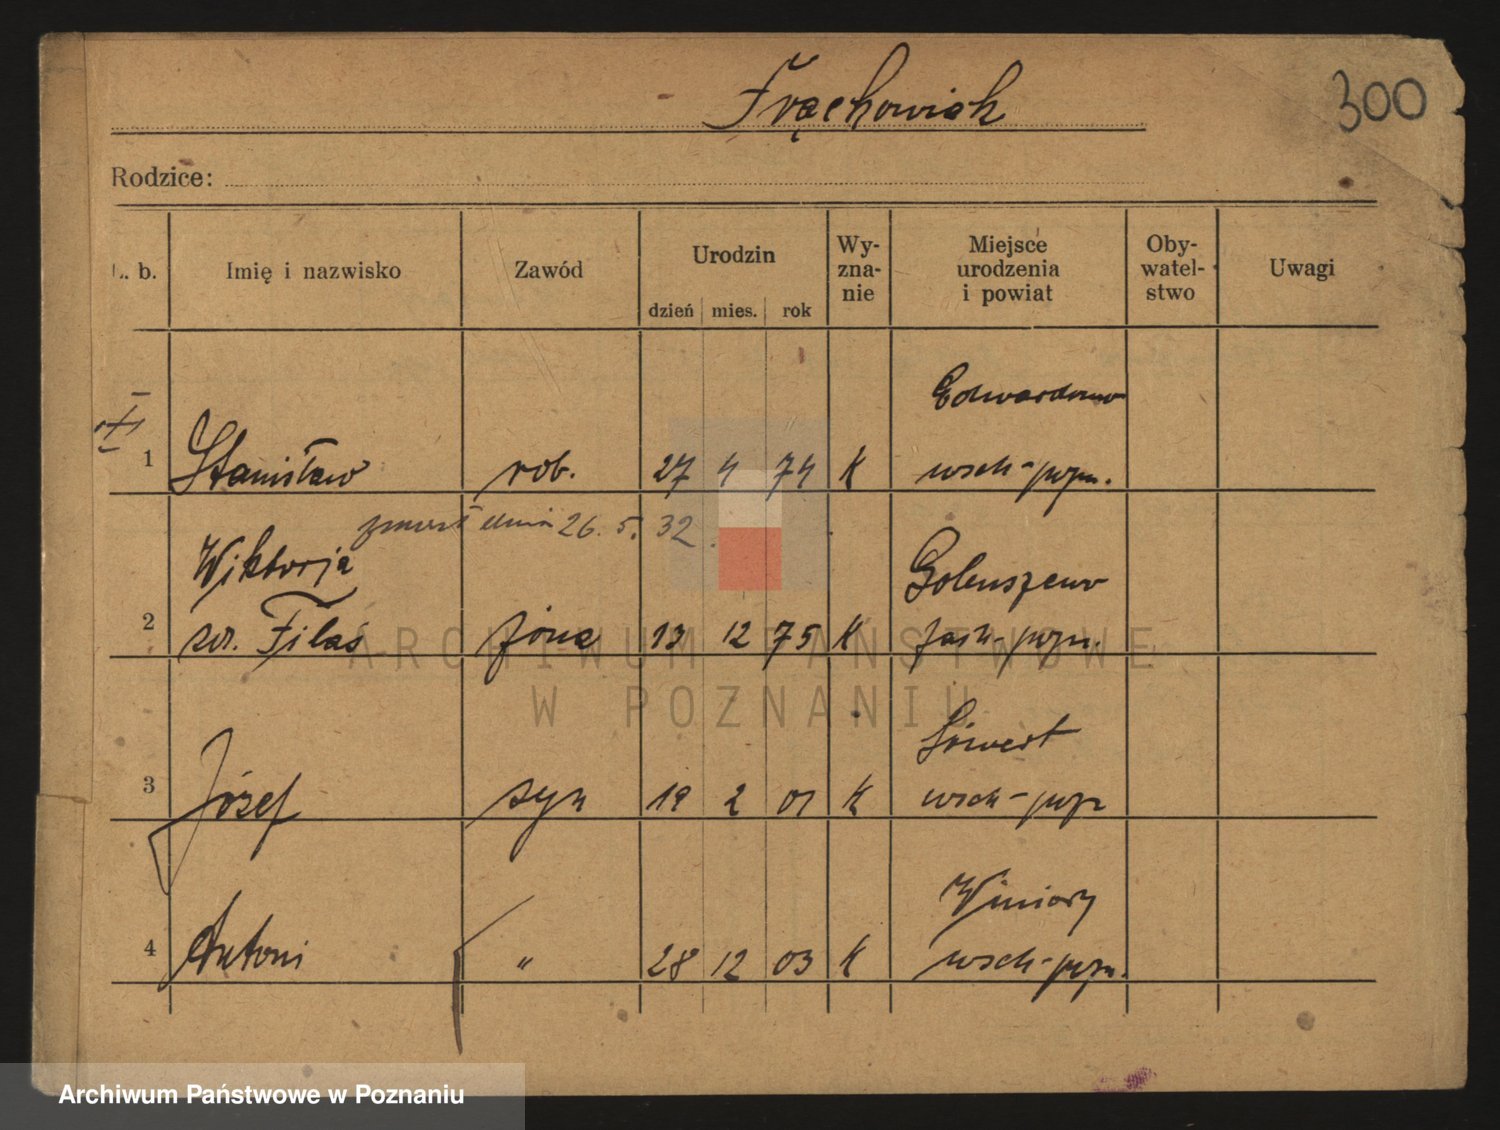 Frąckowiak
300
Rodzice:
L. b.
Imię i nazwisko
Zawód
Urodzin
dzień mies. rok
Wy-
zna-
nie
Miejsce
urodzenia
i powiat
Oby-
watel-
stwo
Uwagi
Edwardowo
1 Stanisław rob. 27 4 74 K wsch-pozn.
zmarł dnia 26. 5. 32.
Wiktorja
2 zd. Filaś żona 13 12 75 K zach-pozn.
3 Józef syn 19 2 01 K wsch-pozn
Winiary
4 Antoni " 28 12 03 K wsch-pozn.
ARCHIWUM PAŃSTWOWE
W POZNANIU
Archiwum Państwowe w Poznaniu